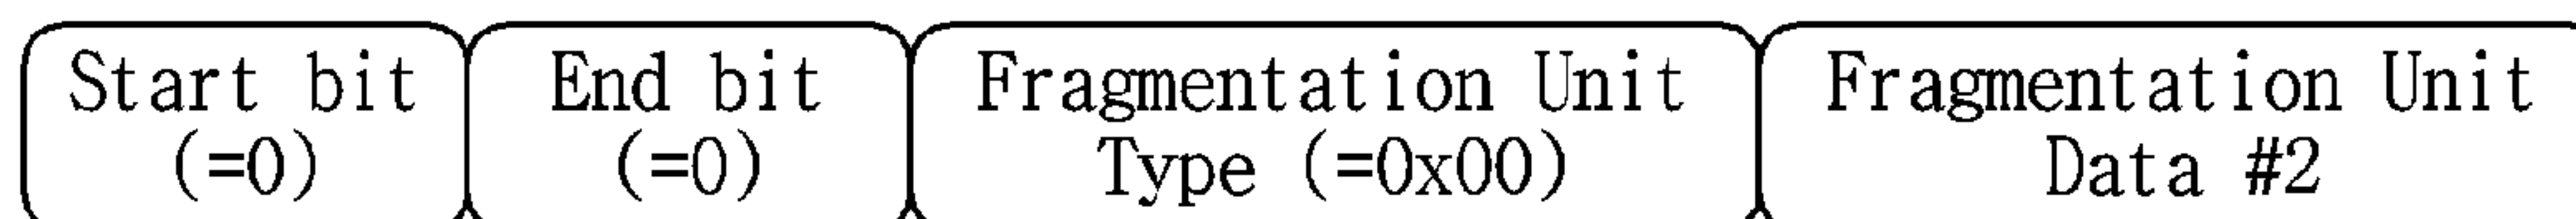 Start bit
(=0)
End bit
(=0)
Fragmentation Unit
Type (=0x00)
Fragmentation Unit
Data #2